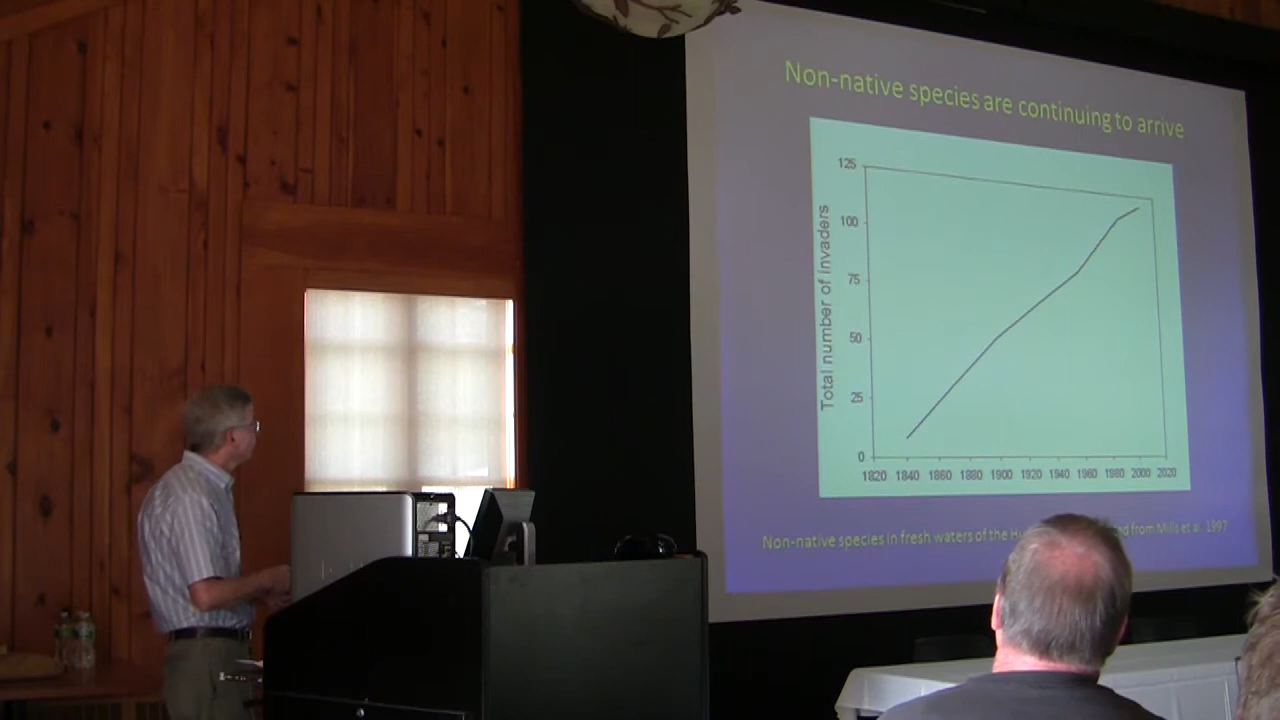 Non-native species are continuing to arrive
125
100
75
50
25
0
Total number of invaders
1820 1840 1860 1880 1900 1920 1940 1960 1980 2000 2020
Non-native species in fresh waters of the from Mills et al. 1997